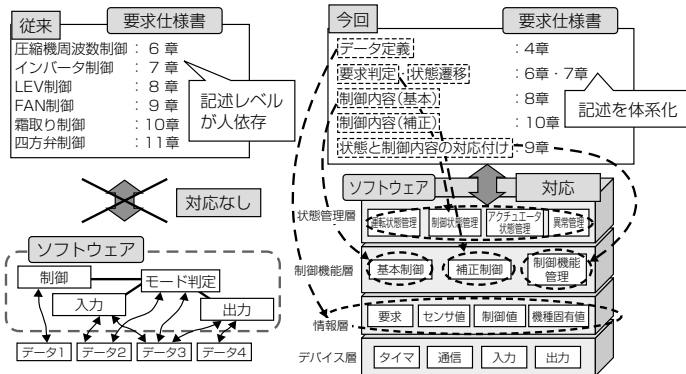 従来
要求仕様書
圧縮機周波数制御 : 6 章
インバータ制御 : 7 章
LEV制御 : 8 章
FAN制御 : 9 章
霜取り制御 : 10章
四方弁制御 : 11章
記述レベル
が人依存
対応なし
ソフトウェア
制御
モード判定
入力
出力
データ1
データ2
データ3
データ4
今回
要求仕様書
データ定義 : 4章
要求判定 状態遷移 : 6章・7章
制御内容(基本) : 8章
制御内容(補正) : 10章
状態と制御内容の対応付け : 9章
記述を体系化
ソフトウェア
対応
状態管理層
運転状態管理
制御状態管理
アクチュエータ
状態管理
異常管理
制御機能層
基本制御
補正制御
制御機能
管理
情報層
要求
センサ値
制御値
機種固有値
デバイス層
タイマ
通信
入力
出力